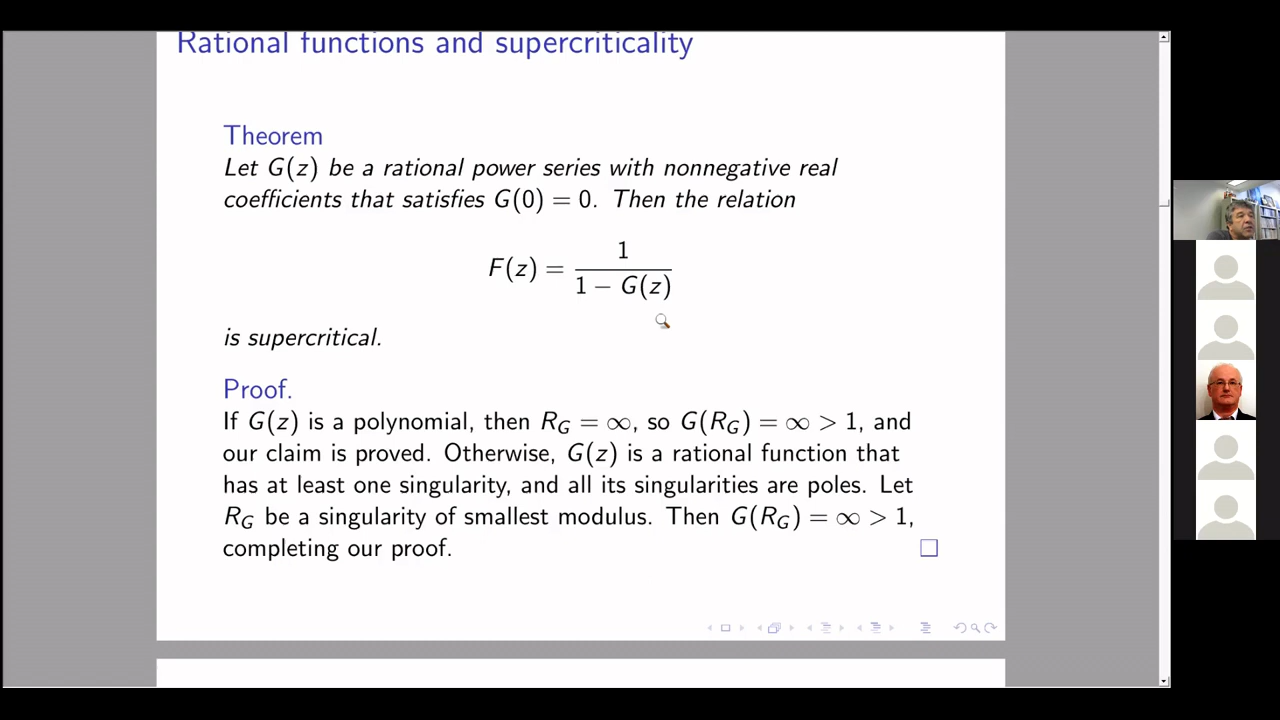 Rational functions and supercriticality
Theorem
Let G(z) be a rational power series with nonnegative real
coefficients that satisfies G(0) = 0. Then the relation
F(z) = 1 / (1 − G(z))
is supercritical.
Proof.
If G(z) is a polynomial, then R_G = ∞, so G(R_G) = ∞ > 1, and
our claim is proved. Otherwise, G(z) is a rational function that
has at least one singularity, and all its singularities are poles. Let
R_G be a singularity of smallest modulus. Then G(R_G) = ∞ > 1,
completing our proof.